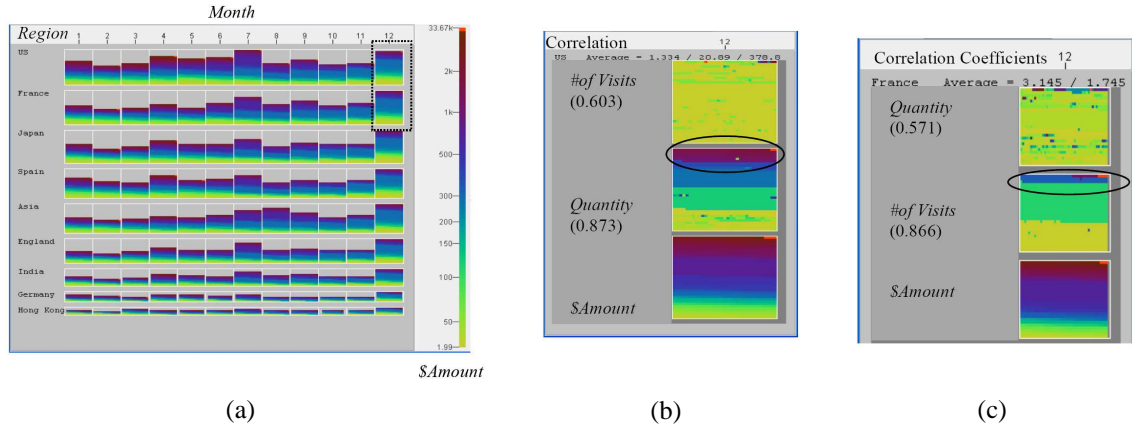 Month
Region 1 2 3 4 5 6 7 8 9 10 11 12
US
France
Japan
Spain
Asia
England
India
Germany
Hong Kong
33.67k
2k
1k
500
300
200
150
100
50
1.99
$Amount
(a)
Correlation 12
US Average = 1.334 / 20.89 / 378.8
#of Visits
(0.603)
Quantity
(0.873)
$Amount
(b)
Correlation Coefficients 12
France Average = 3.145 / 1.745
Quantity
(0.571)
#of Visits
(0.866)
$Amount
(c)